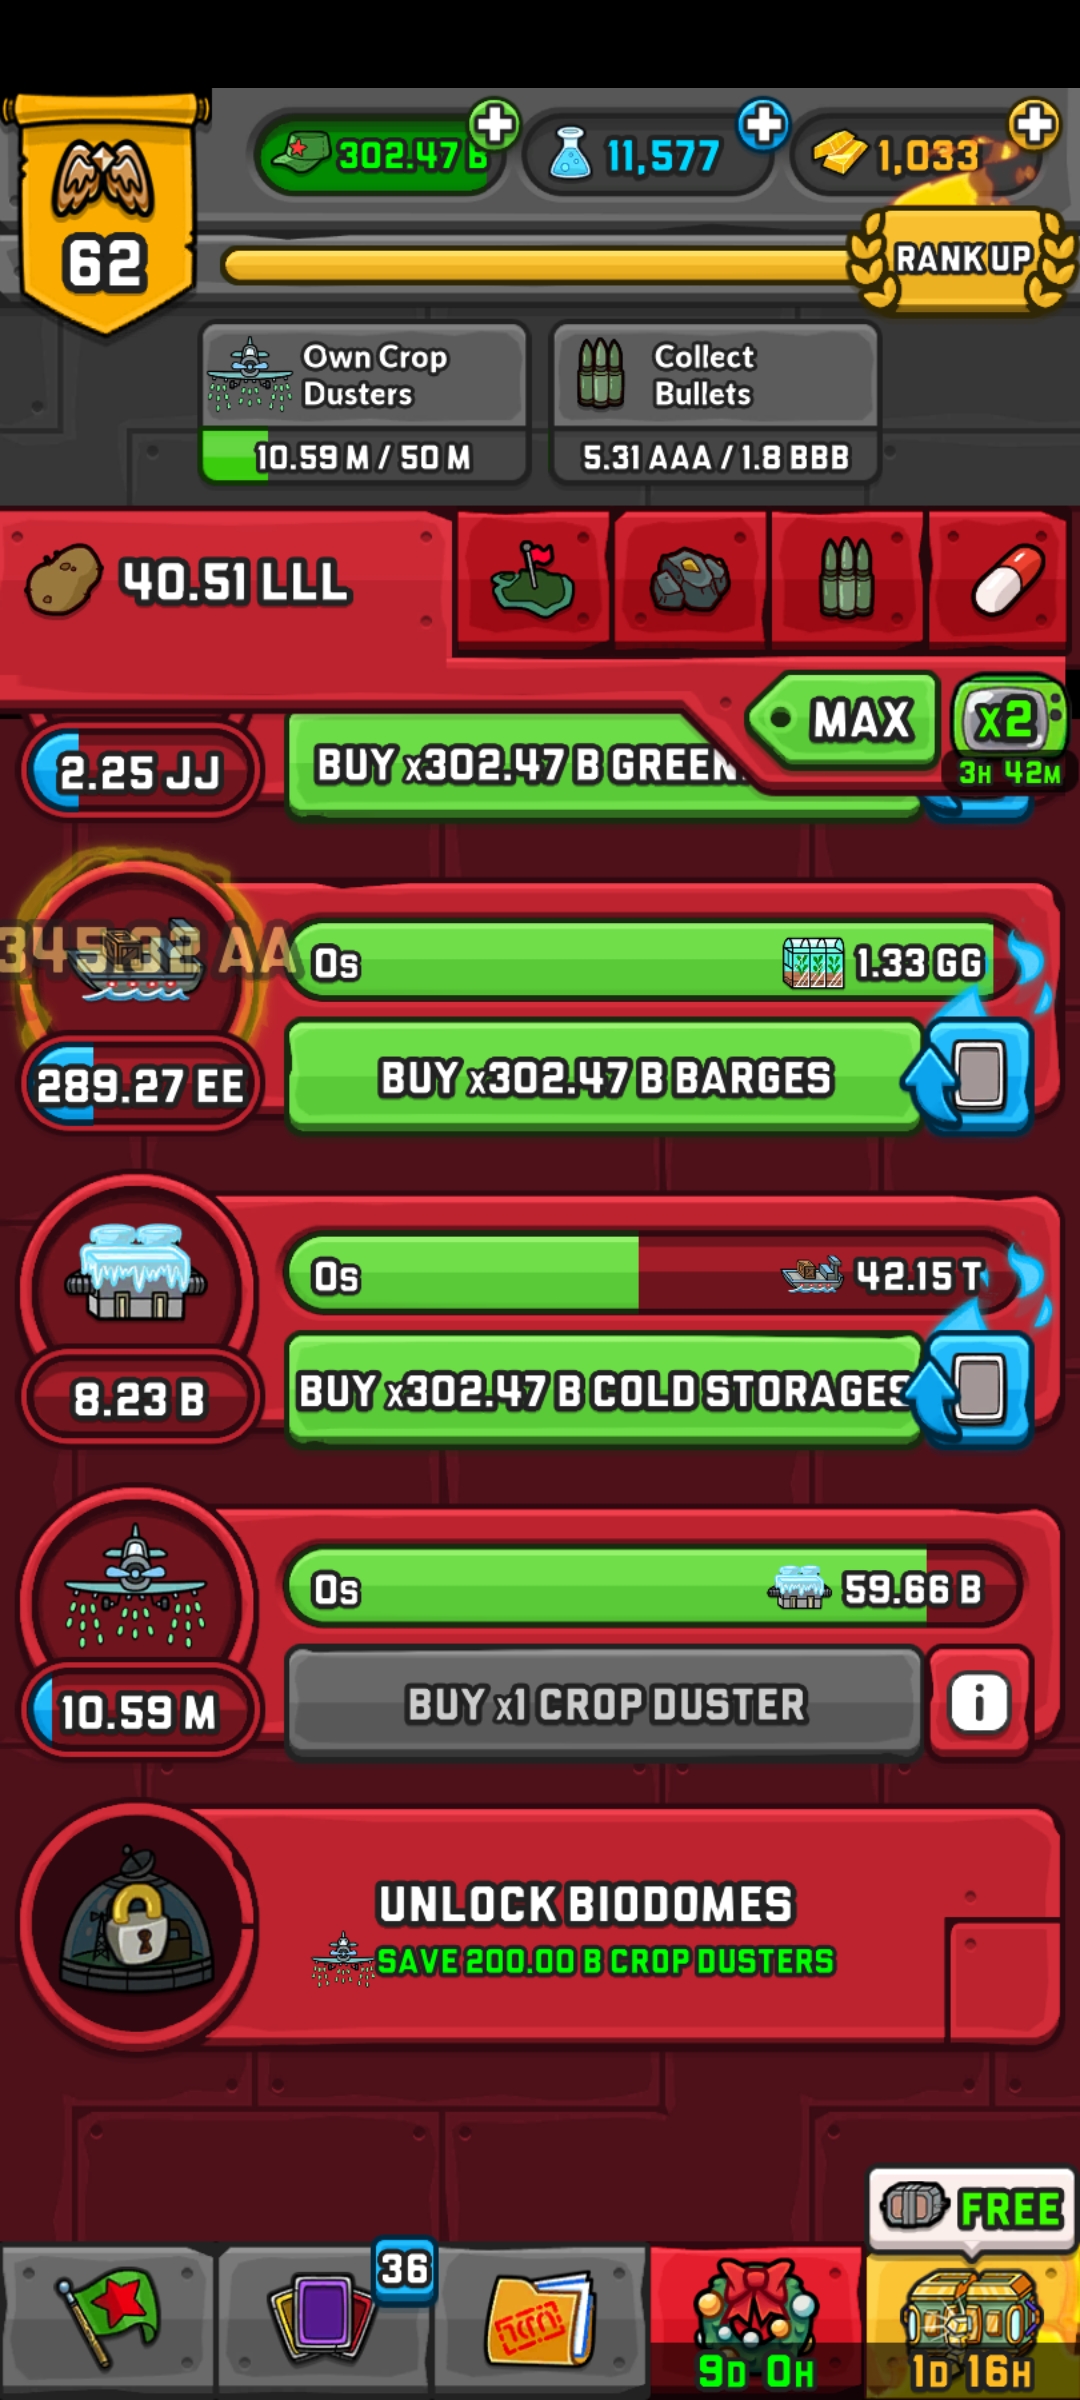 302.47 B
11,577
1,033
62
RANK UP
Own Crop
Dusters
10.59 M / 50 M
Collect
Bullets
5.31 AAA / 1.8 BBB
40.51 LLL
MAX
x2
3H 42M
2.25 JJ
BUY x302.47 B GREEN
345.32 AA
0s
1.33 GG
289.27 EE
BUY x302.47 B BARGES
0s
42.15 T
8.23 B
BUY x302.47 B COLD STORAGES
0s
59.66 B
10.59 M
BUY x1 CROP DUSTER
i
UNLOCK BIODOMES
SAVE 200.00 B CROP DUSTERS
FREE
36
9D 0H
1D 16H